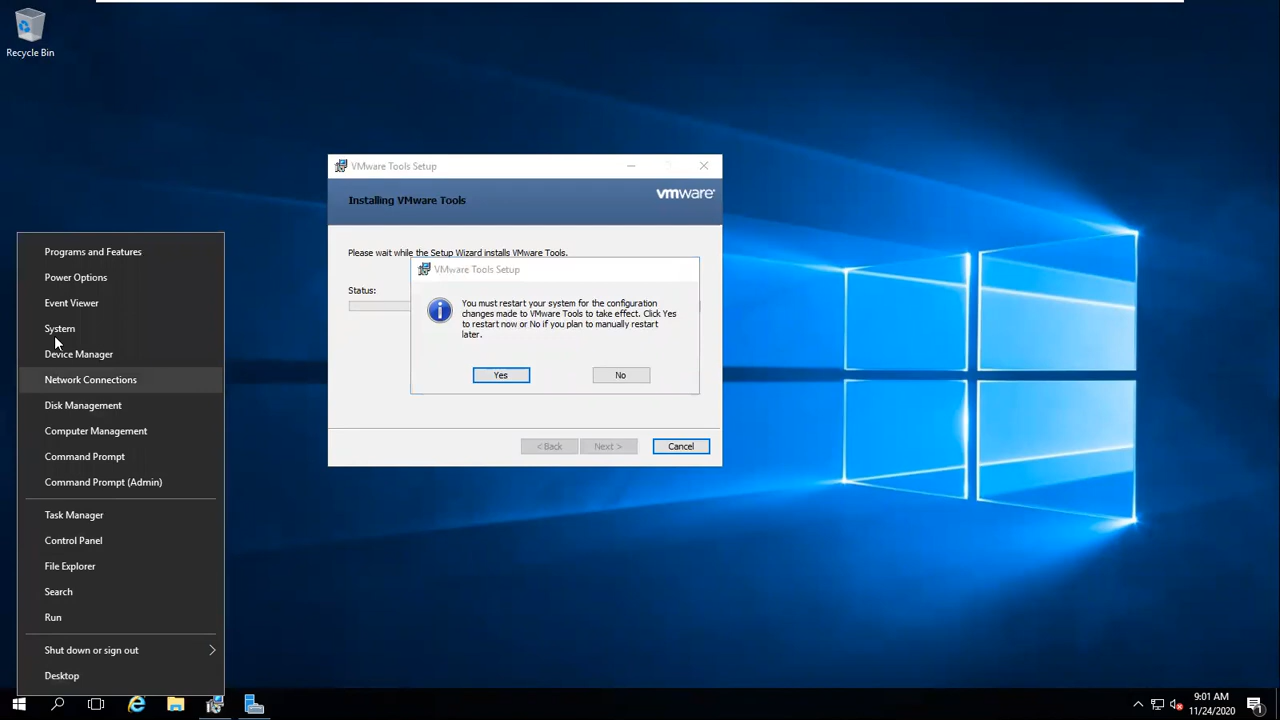 Recycle Bin
VMware Tools Setup
Installing VMware Tools
vmware
Please wait while the Setup Wizard installs VMware Tools.
Status:
VMware Tools Setup
You must restart your system for the configuration
changes made to VMware Tools to take effect. Click Yes
to restart now or No if you plan to manually restart
later.
Yes
No
< Back
Next >
Cancel
Programs and Features
Power Options
Event Viewer
System
Device Manager
Network Connections
Disk Management
Computer Management
Command Prompt
Command Prompt (Admin)
Task Manager
Control Panel
File Explorer
Search
Run
Shut down or sign out
Desktop
9:01 AM
11/24/2020
1